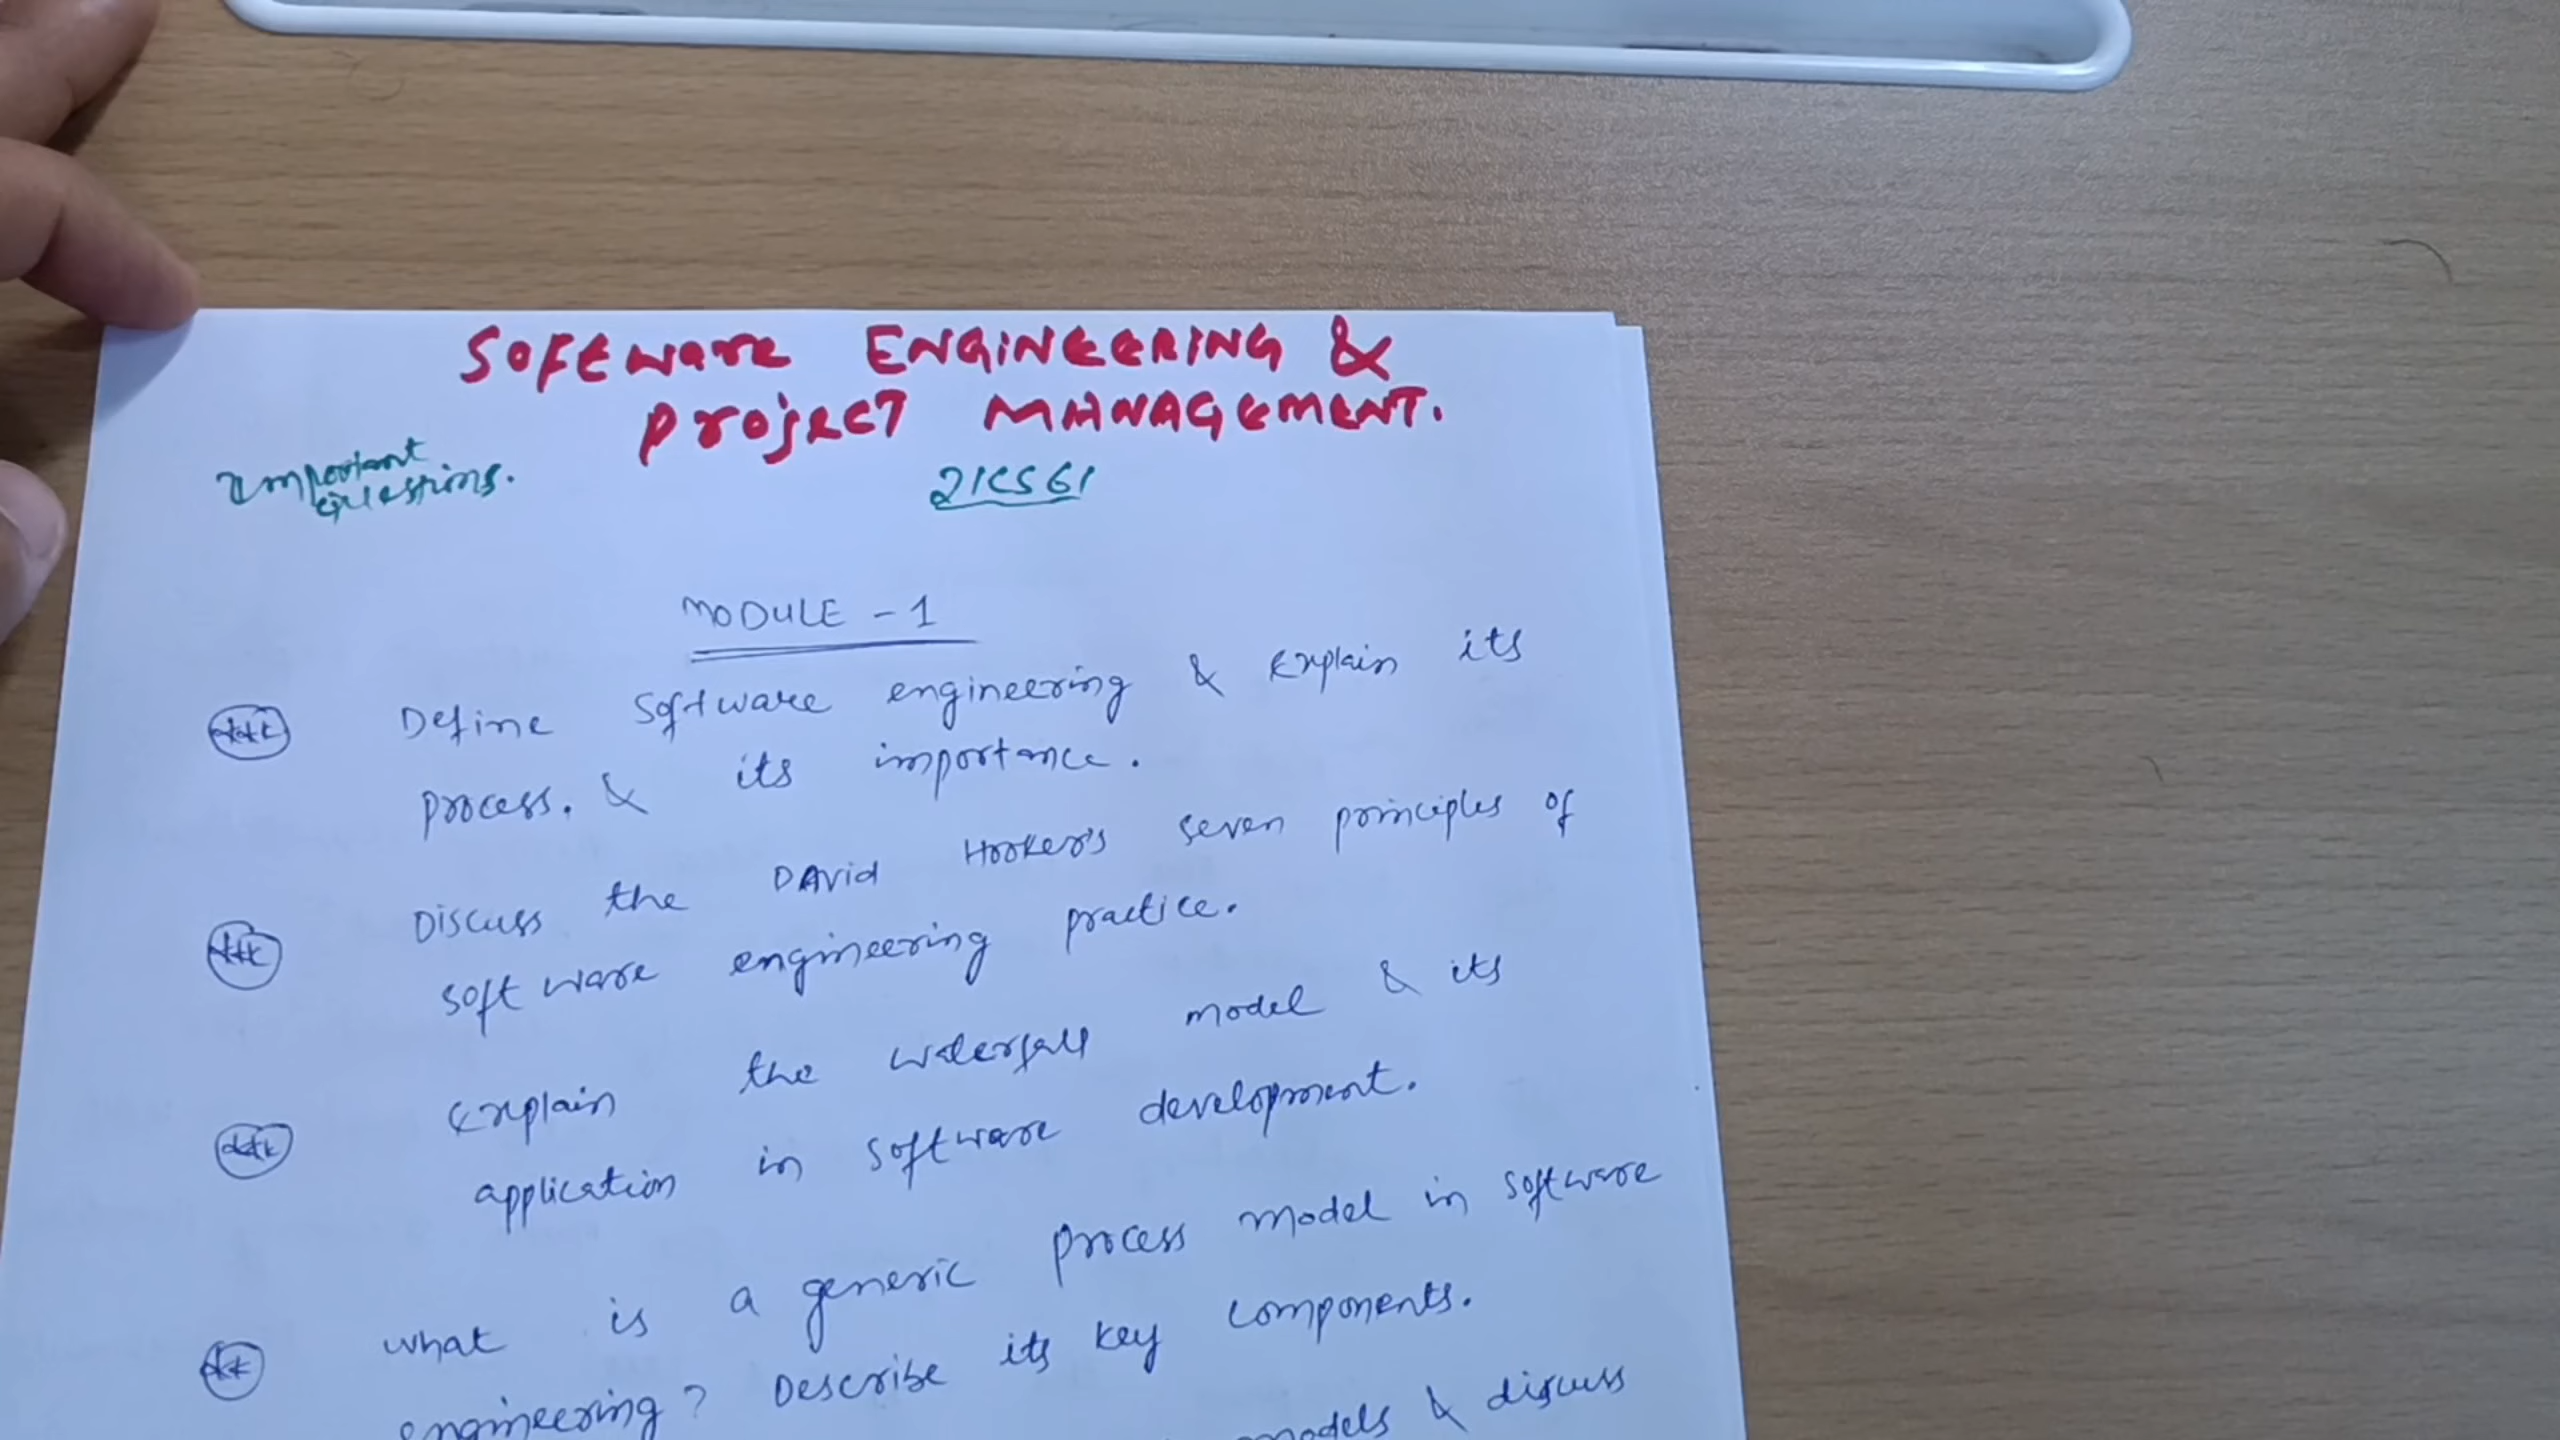 SOFtware ENGiNEERING &
PROjECT MANAGEMENT.
Important
questions.
21CS61
MODULE - 1
*** Define software engineering & Explain its
process. & its importance.
*** Discuss the DAvid Hooker's seven principles of
software engineering practice.
*** Explain the waterfall model & its
application in software development.
** what is a generic process model in software
engineering? Describe its key components.
models & discuss